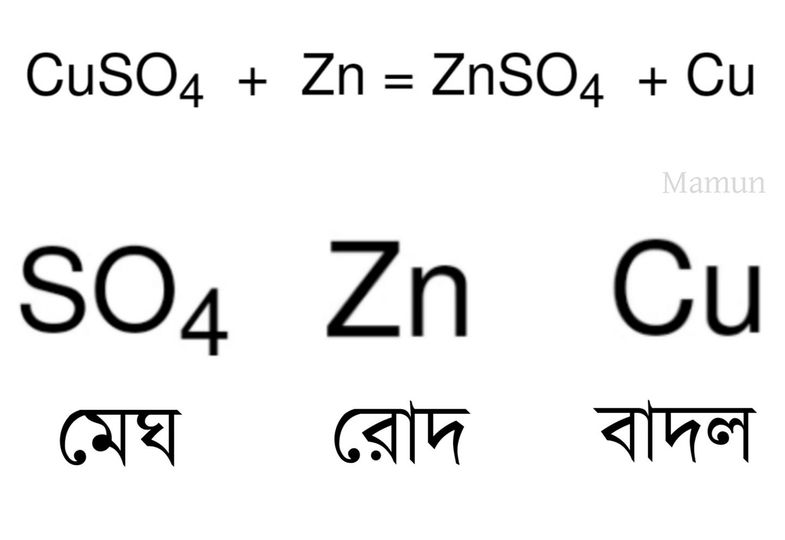 CuSO₄ + Zn = ZnSO₄ + Cu
Mamun
SO₄ Zn Cu
মেঘ রোদ বাদল